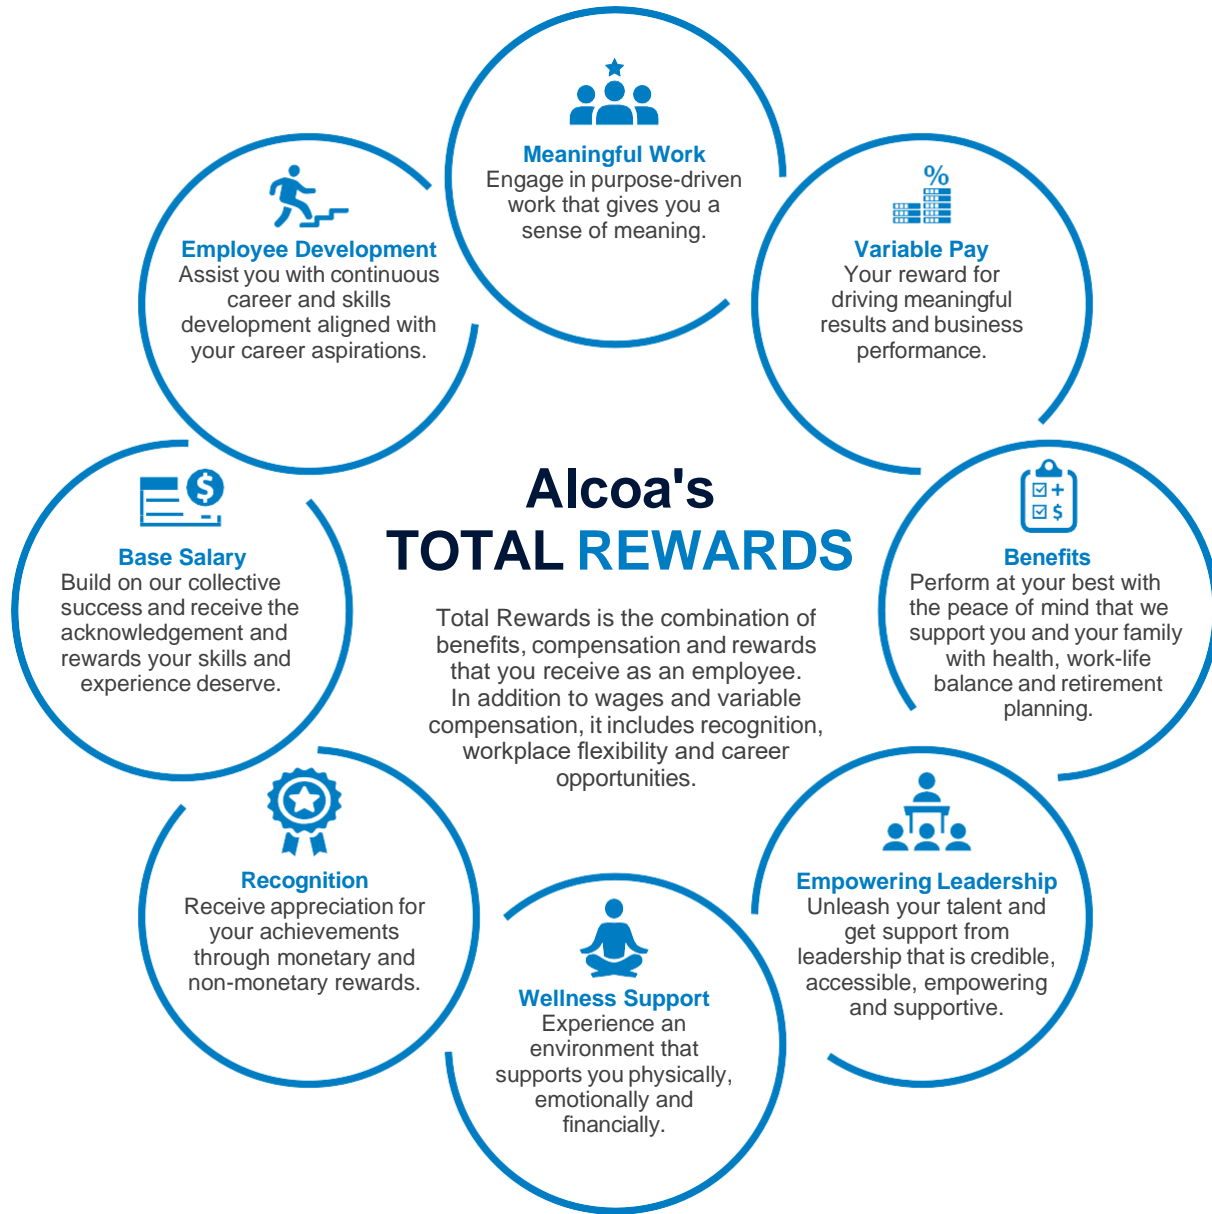 Meaningful Work
Engage in purpose-driven
work that gives you a
sense of meaning.
%
Variable Pay
Your reward for
driving meaningful
results and business
performance.
$
Benefits
Perform at your best with
the peace of mind that we
support you and your family
with health, work-life
balance and retirement
planning.
Empowering Leadership
Unleash your talent and
get support from
leadership that is credible,
accessible, empowering
and supportive.
Wellness Support
Experience an
environment that
supports you physically,
emotionally and
financially.
Recognition
Receive appreciation for
your achievements
through monetary and
non-monetary rewards.
$
Base Salary
Build on our collective
success and receive the
acknowledgement and
rewards your skills and
experience deserve.
Employee Development
Assist you with continuous
career and skills
development aligned with
your career aspirations.
Alcoa's
TOTAL REWARDS
Total Rewards is the combination of
benefits, compensation and rewards
that you receive as an employee.
In addition to wages and variable
compensation, it includes recognition,
workplace flexibility and career
opportunities.